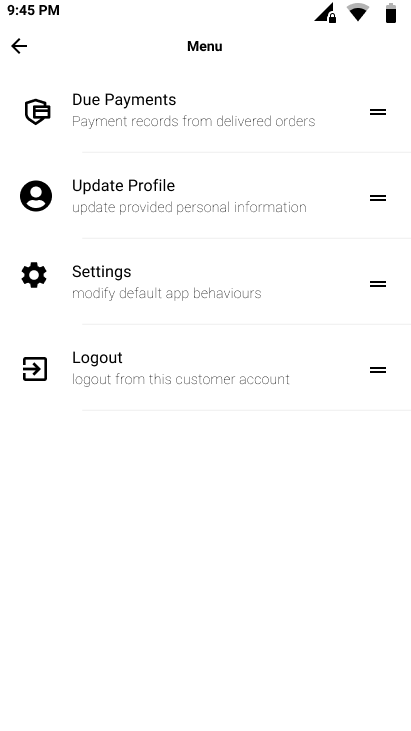 9:45 PM
Menu
Due Payments
Payment records from delivered orders
Update Profile
update provided personal information
Settings
modify default app behaviours
Logout
logout from this customer account